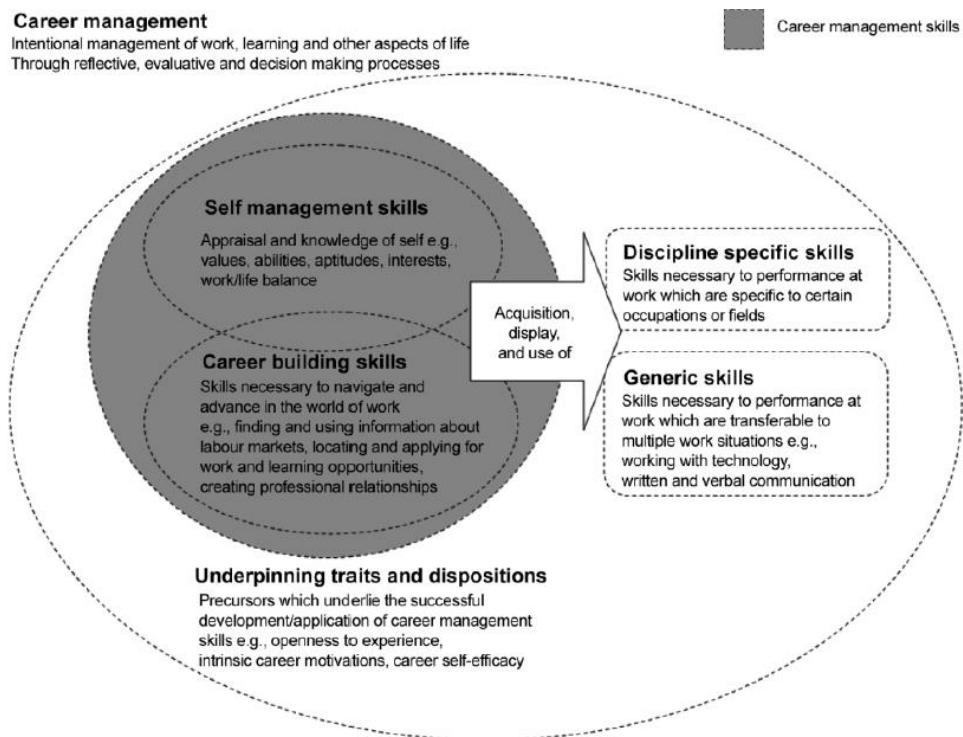 Career management
Intentional management of work, learning and other aspects of life
Through reflective, evaluative and decision making processes
Career management skills
Self management skills
Appraisal and knowledge of self e.g.,
values, abilities, aptitudes, interests,
work/life balance
Career building skills
Skills necessary to navigate and
advance in the world of work
e.g., finding and using information about
labour markets, locating and applying for
work and learning opportunities,
creating professional relationships
Acquisition,
display,
and use of
Discipline specific skills
Skills necessary to performance at
work which are specific to certain
occupations or fields
Generic skills
Skills necessary to performance at
work which are transferable to
multiple work situations e.g.,
working with technology,
written and verbal communication
Underpinning traits and dispositions
Precursors which underlie the successful
development/application of career management
skills e.g., openness to experience,
intrinsic career motivations, career self-efficacy